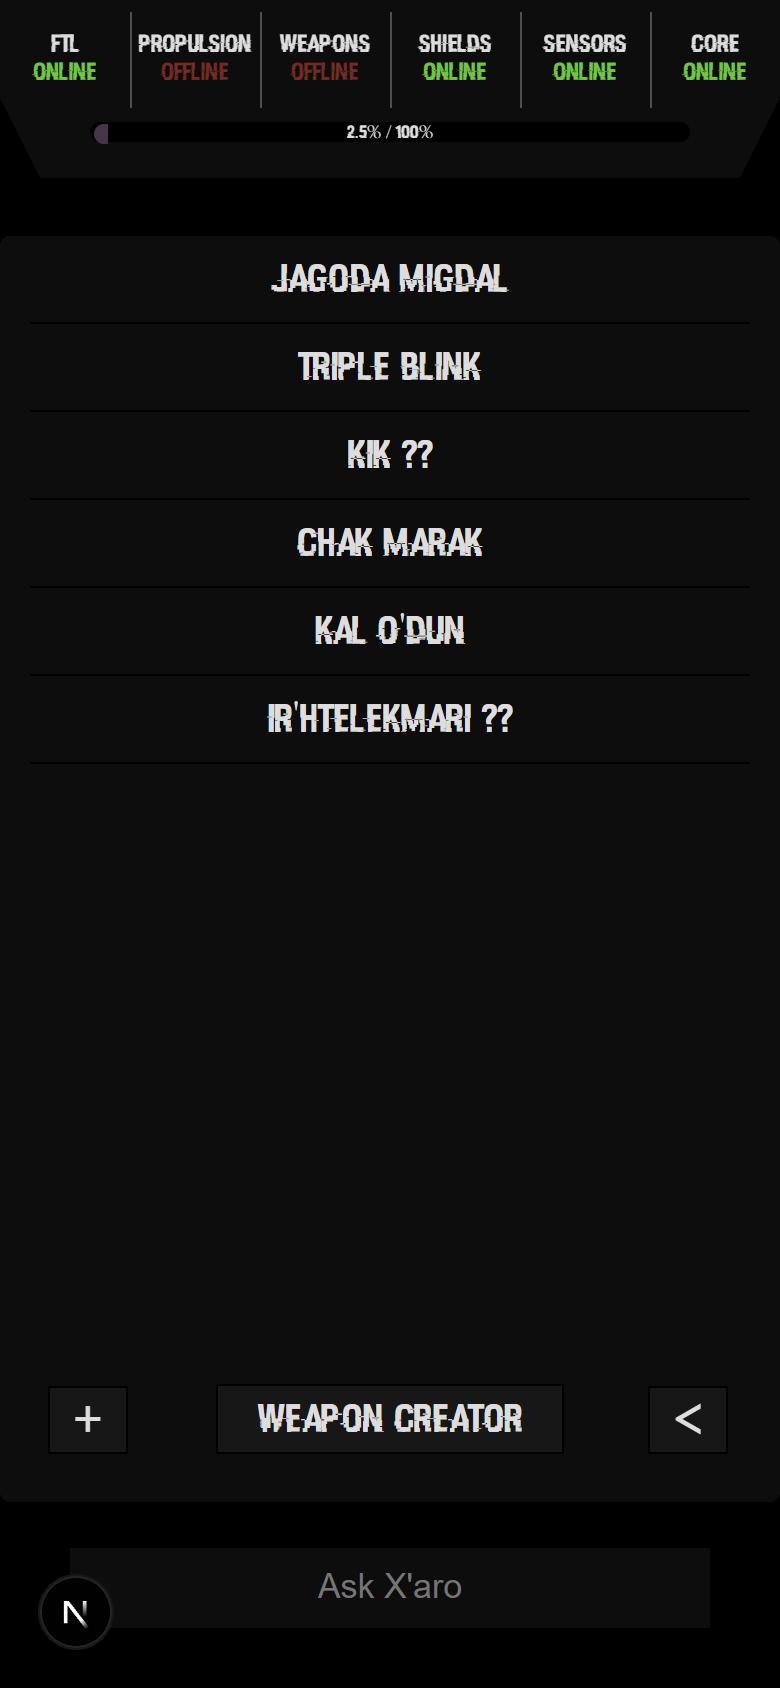 FTL PROPULSION WEAPONS SHIELDS SENSORS CORE
ONLINE OFFLINE OFFLINE ONLINE ONLINE ONLINE
2.5% / 100%
JAGODA MIGDAL
TRIPLE BLINK
KIK ??
CHAK MARAK
KAL O'DUN
IR'HTELEKMARI ??
+ WEAPON CREATOR <
Ask X'aro
N